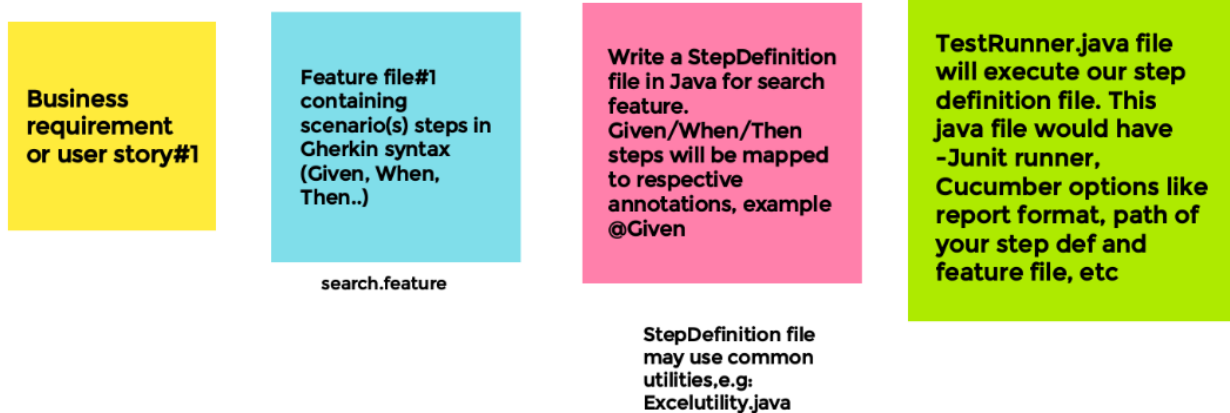 Business
requirement
or user story#1
Feature file#1
containing
scenario(s) steps in
Gherkin syntax
(Given, When,
Then..)
search.feature
Write a StepDefinition
file in Java for search
feature.
Given/When/Then
steps will be mapped
to respective
annotations, example
@Given
StepDefinition file
may use common
utilities,e.g:
Excelutility.java
TestRunner.java file
will execute our step
definition file. This
java file would have
-Junit runner,
Cucumber options like
report format, path of
your step def and
feature file, etc